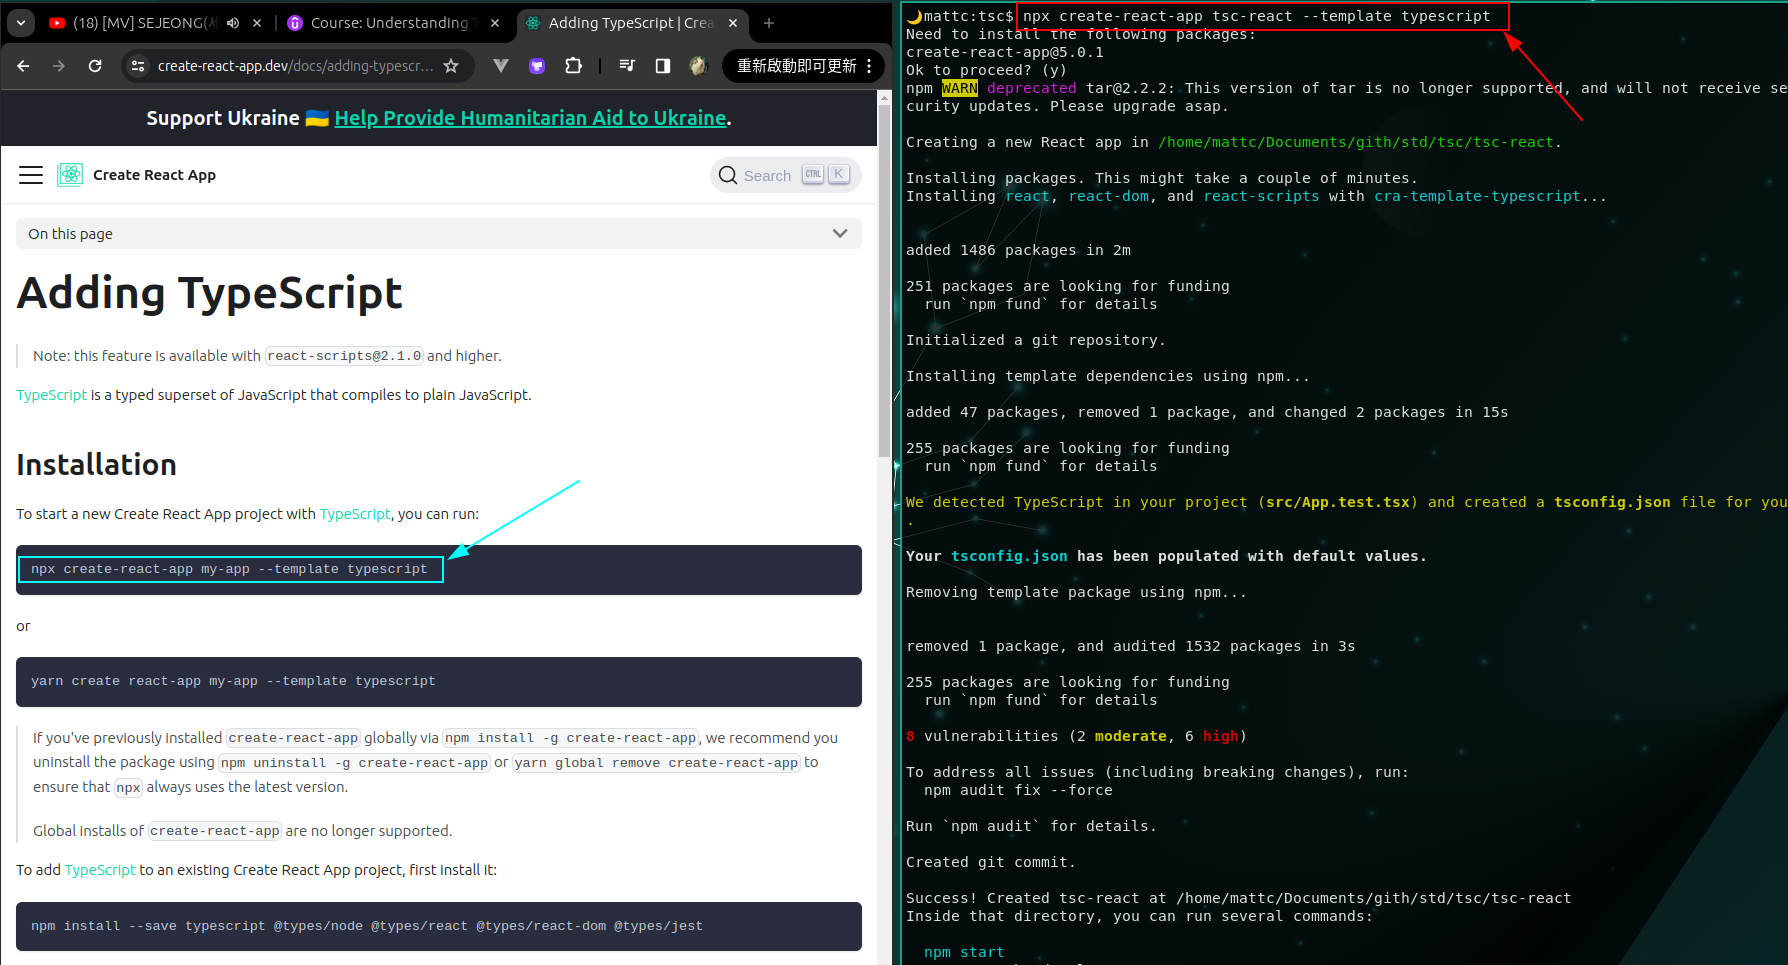 (18) [MV] SEJEONG(세
Course: Understanding T
Adding TypeScript | Crea
create-react-app.dev/docs/adding-typescr...
重新啟動即可更新
Support Ukraine 🇺🇦 Help Provide Humanitarian Aid to Ukraine.
Create React App
Search CTRL K
On this page
Adding TypeScript
Note: this feature is available with react-scripts@2.1.0 and higher.
TypeScript is a typed superset of JavaScript that compiles to plain JavaScript.
Installation
To start a new Create React App project with TypeScript, you can run:
npx create-react-app my-app --template typescript
or
yarn create react-app my-app --template typescript
If you've previously installed create-react-app globally via npm install -g create-react-app, we recommend you
uninstall the package using npm uninstall -g create-react-app or yarn global remove create-react-app to
ensure that npx always uses the latest version.
Global installs of create-react-app are no longer supported.
To add TypeScript to an existing Create React App project, first install it:
npm install --save typescript @types/node @types/react @types/react-dom @types/jest
🌙mattc:tsc$ npx create-react-app tsc-react --template typescript
Need to install the following packages:
create-react-app@5.0.1
Ok to proceed? (y)
npm WARN deprecated tar@2.2.2: This version of tar is no longer supported, and will not receive se
curity updates. Please upgrade asap.
Creating a new React app in /home/mattc/Documents/gith/std/tsc/tsc-react.
Installing packages. This might take a couple of minutes.
Installing react, react-dom, and react-scripts with cra-template-typescript...
added 1486 packages in 2m
251 packages are looking for funding
run `npm fund` for details
Initialized a git repository.
Installing template dependencies using npm...
added 47 packages, removed 1 package, and changed 2 packages in 15s
255 packages are looking for funding
run `npm fund` for details
We detected TypeScript in your project (src/App.test.tsx) and created a tsconfig.json file for you
.
Your tsconfig.json has been populated with default values.
Removing template package using npm...
removed 1 package, and audited 1532 packages in 3s
255 packages are looking for funding
run `npm fund` for details
8 vulnerabilities (2 moderate, 6 high)
To address all issues (including breaking changes), run:
npm audit fix --force
Run `npm audit` for details.
Created git commit.
Success! Created tsc-react at /home/mattc/Documents/gith/std/tsc/tsc-react
Inside that directory, you can run several commands:
npm start